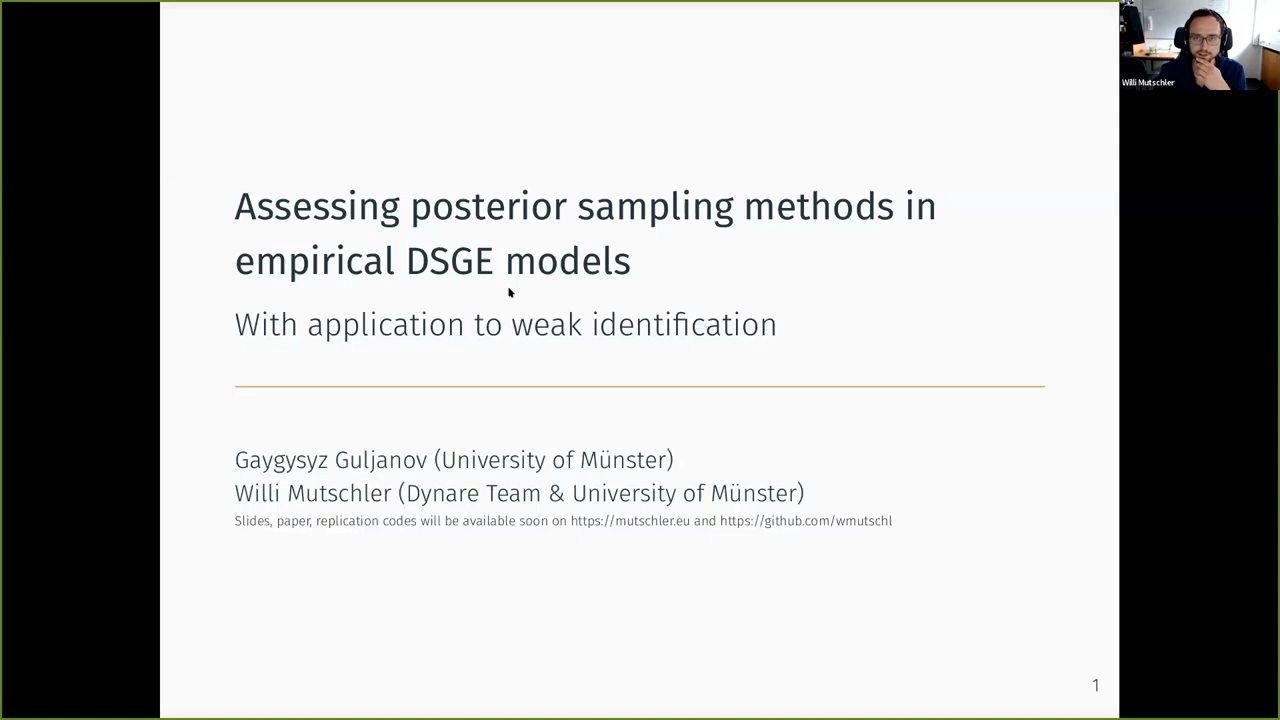 Willi Mutschler
Assessing posterior sampling methods in
empirical DSGE models
With application to weak identification
Gaygysyz Guljanov (University of Münster)
Willi Mutschler (Dynare Team & University of Münster)
Slides, paper, replication codes will be available soon on https://mutschler.eu and https://github.com/wmutschl
1